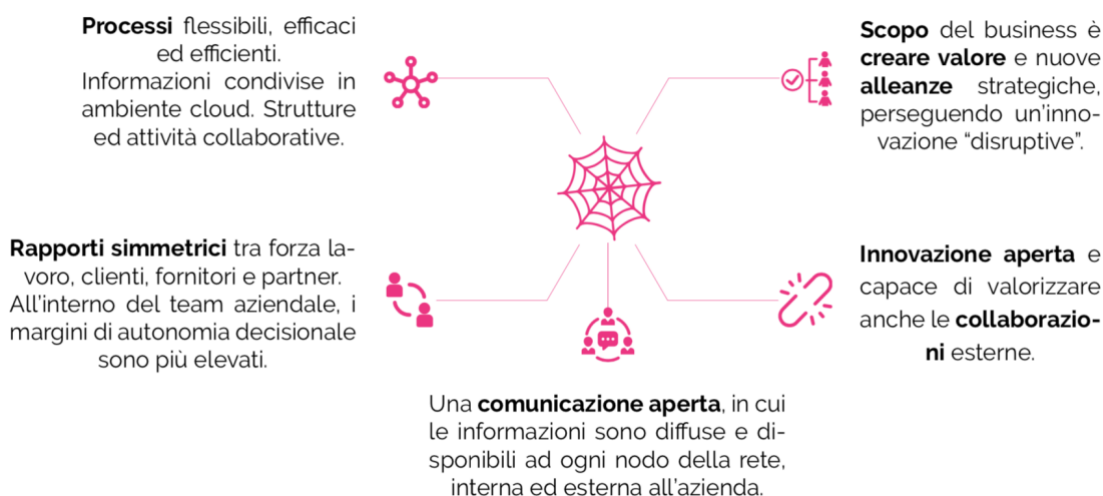 Processi flessibili, efficaci
ed efficienti.
Informazioni condivise in
ambiente cloud. Strutture
ed attività collaborative.
Scopo del business è
creare valore e nuove
alleanze strategiche,
perseguendo un'inno-
vazione “disruptive”.
Rapporti simmetrici tra forza la-
voro, clienti, fornitori e partner.
All'interno del team aziendale, i
margini di autonomia decisionale
sono più elevati.
Innovazione aperta e
capace di valorizzare
anche le collaborazio-
ni esterne.
Una comunicazione aperta, in cui
le informazioni sono diffuse e di-
sponibili ad ogni nodo della rete,
interna ed esterna all'azienda.